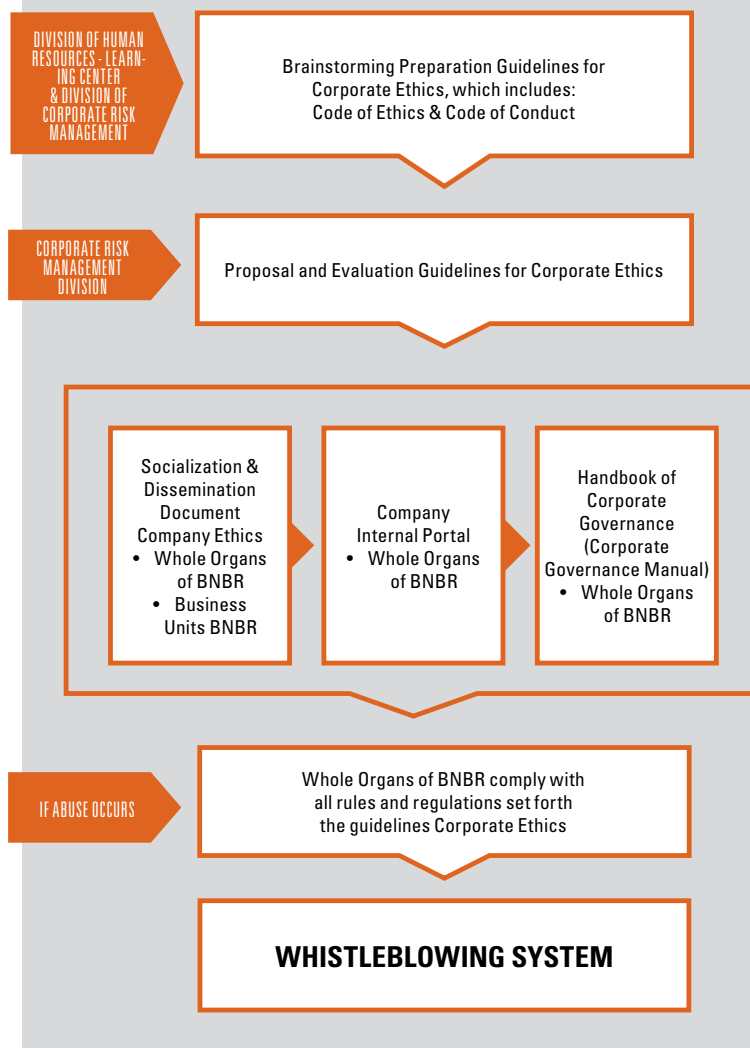 DIVISION OF HUMAN
RESOURCES - LEARN-
ING CENTER
& DIVISION OF
CORPORATE RISK
MANAGEMENT
Brainstorming Preparation Guidelines for
Corporate Ethics, which includes:
Code of Ethics & Code of Conduct
CORPORATE RISK
MANAGEMENT
DIVISION
Proposal and Evaluation Guidelines for Corporate Ethics
Socialization &
Dissemination
Document
Company Ethics
• Whole Organs
of BNBR
• Business
Units BNBR
Company
Internal Portal
• Whole Organs
of BNBR
Handbook of
Corporate
Governance
(Corporate
Governance Manual)
• Whole Organs
of BNBR
IF ABUSE OCCURS
Whole Organs of BNBR comply with
all rules and regulations set forth
the guidelines Corporate Ethics
WHISTLEBLOWING SYSTEM